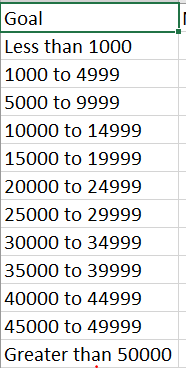 Goal
Less than 1000
1000 to 4999
5000 to 9999
10000 to 14999
15000 to 19999
20000 to 24999
25000 to 29999
30000 to 34999
35000 to 39999
40000 to 44999
45000 to 49999
Greater than 50000